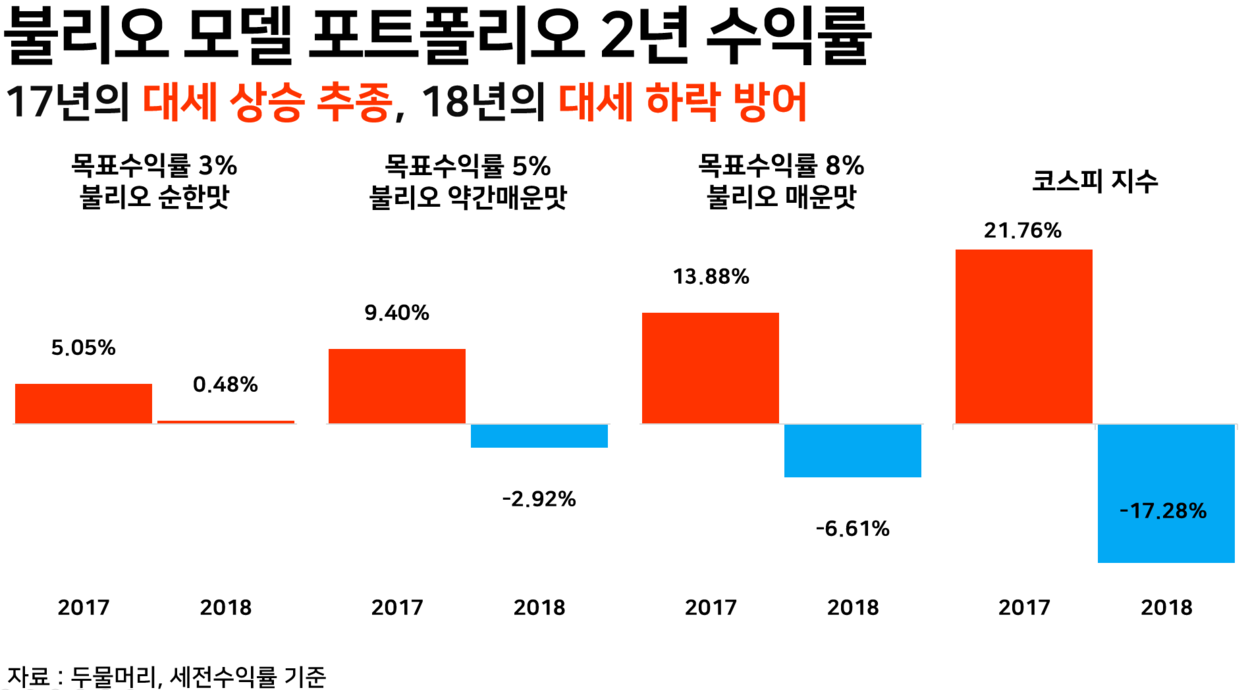 불리오 모델 포트폴리오 2년 수익률
17년의 대세 상승 추종, 18년의 대세 하락 방어
목표수익률 3%
불리오 순한맛
5.05%
0.48%
2017
2018
목표수익률 5%
불리오 약간매운맛
9.40%
-2.92%
2017
2018
목표수익률 8%
불리오 매운맛
13.88%
-6.61%
2017
2018
코스피 지수
21.76%
-17.28%
2017
2018
자료 : 두물머리, 세전수익률 기준